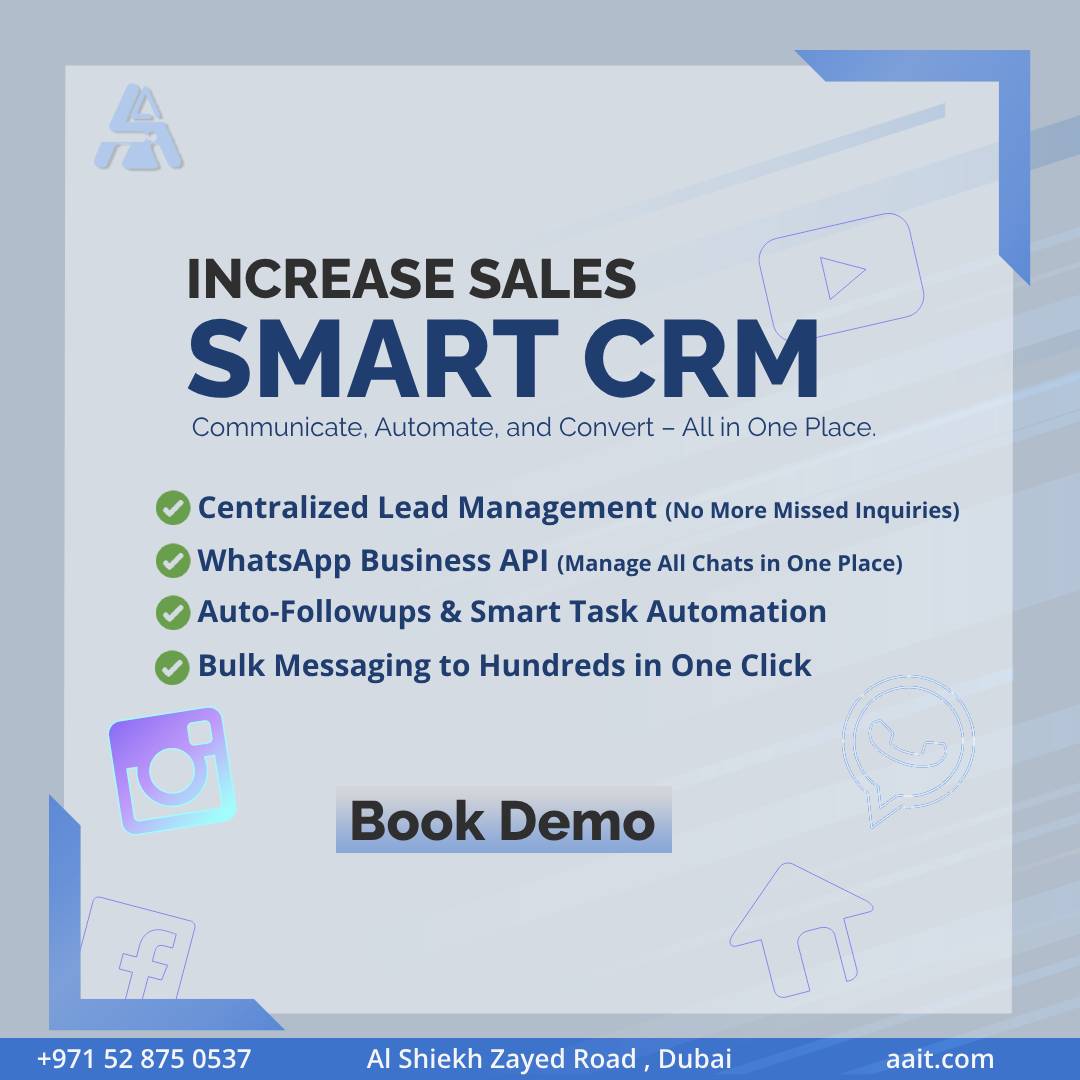 INCREASE SALES
SMART CRM
Communicate, Automate, and Convert – All in One Place.
Centralized Lead Management (No More Missed Inquiries)
WhatsApp Business API (Manage All Chats in One Place)
Auto-Followups & Smart Task Automation
Bulk Messaging to Hundreds in One Click
Book Demo
+971 52 875 0537
Al Shiekh Zayed Road , Dubai
aait.com